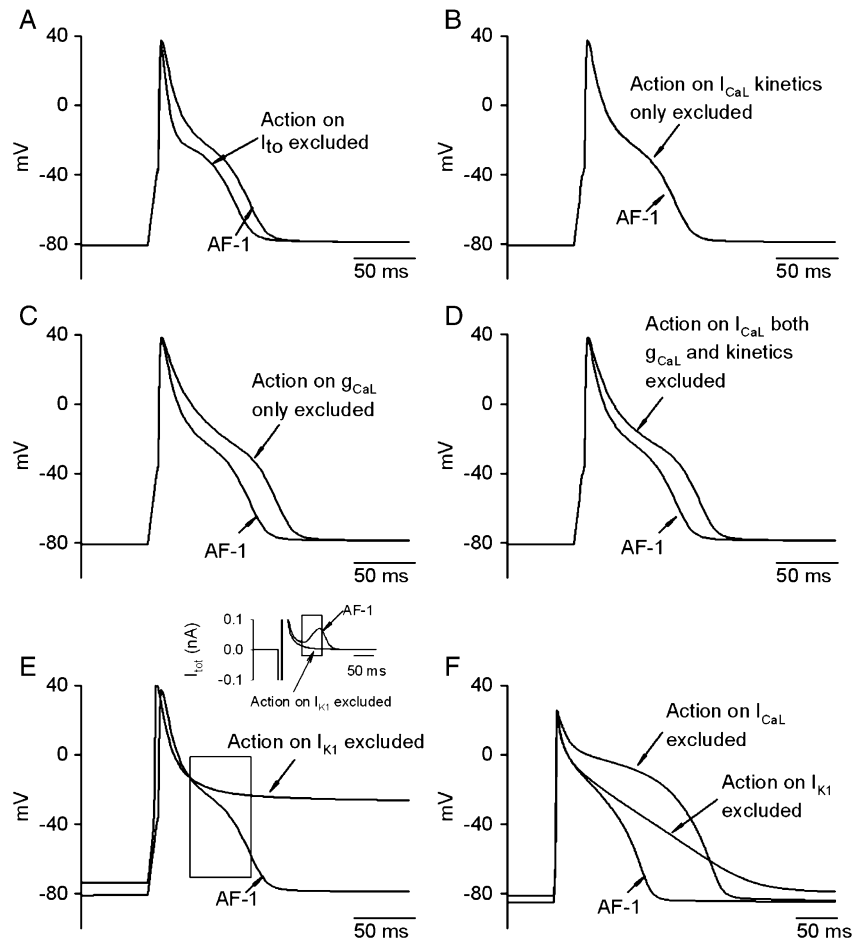 A
40
0
-40
-80
mV
Action on
Ito excluded
AF-1
50 ms
B
40
0
-40
-80
mV
Action on ICaL kinetics
only excluded
AF-1
50 ms
C
40
0
-40
-80
mV
Action on gCaL
only excluded
AF-1
50 ms
D
40
0
-40
-80
mV
Action on ICaL both
gCaL and kinetics
excluded
AF-1
50 ms
E
0.1
0.0
-0.1
Itot (nA)
AF-1
50 ms
Action on IK1 excluded
40
0
-40
-80
mV
Action on IK1 excluded
AF-1
50 ms
F
40
0
-40
-80
mV
Action on ICaL
excluded
Action on IK1
excluded
AF-1
50 ms